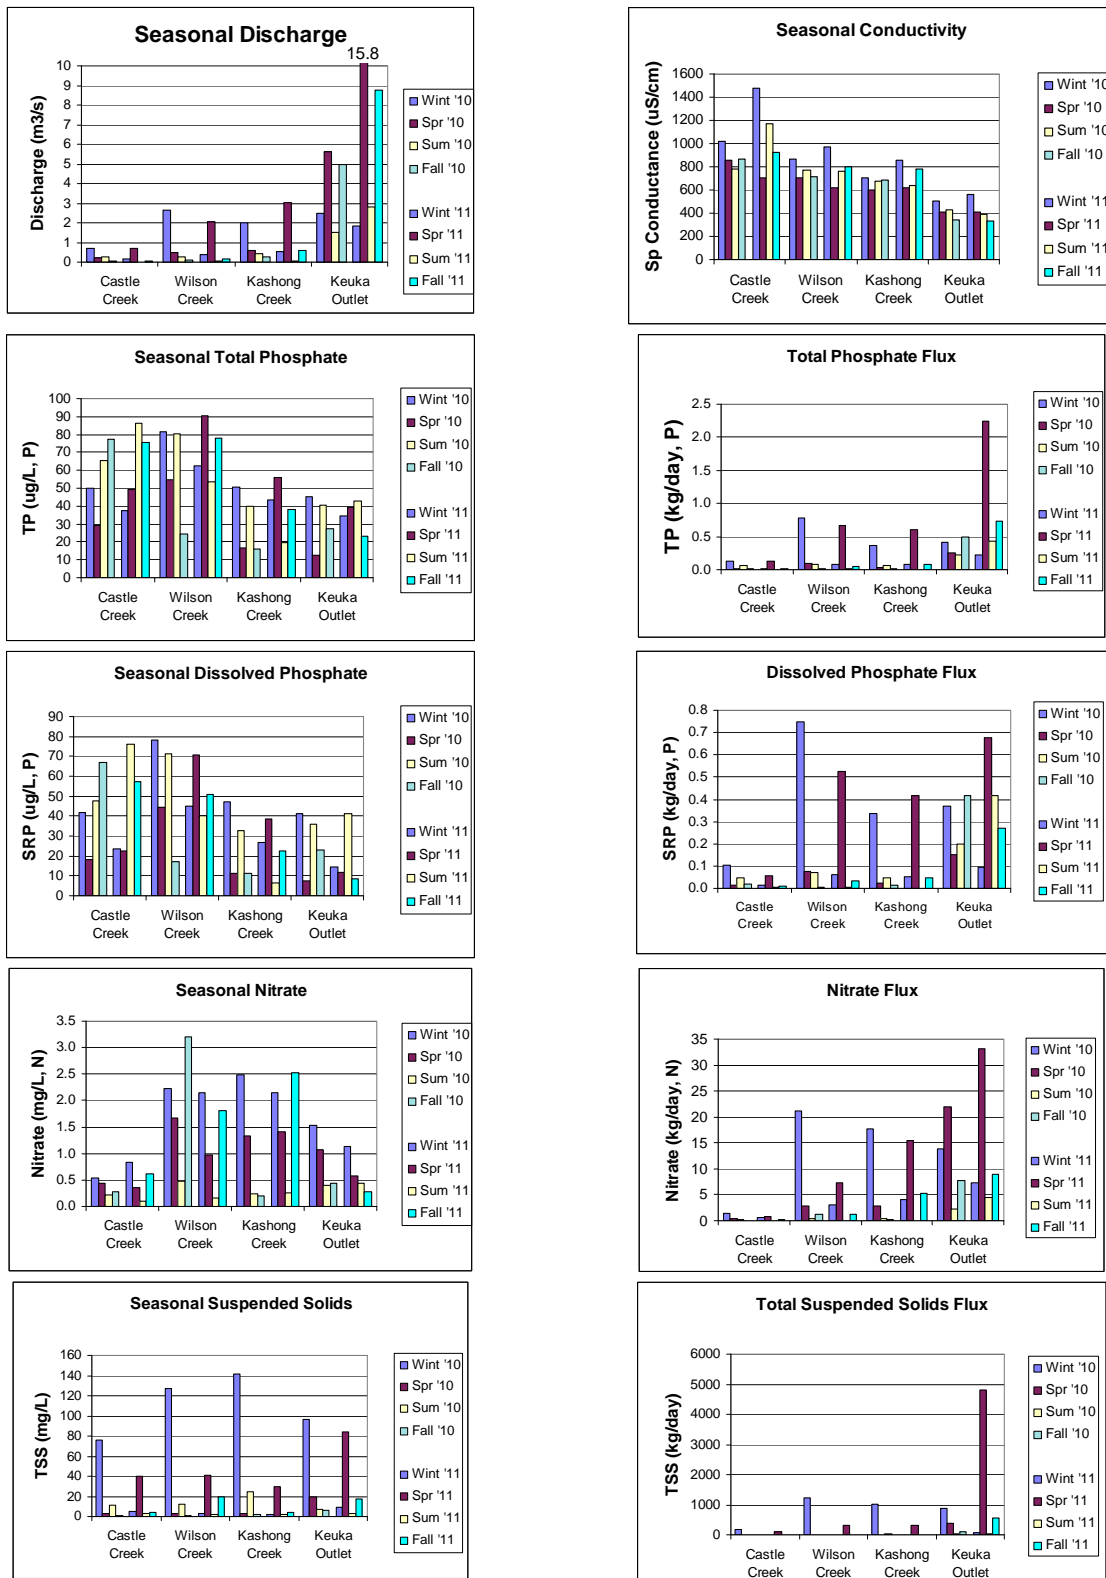 Seasonal Discharge
15.8
Discharge (m3/s)
10
9
8
7
6
5
4
3
2
1
0
Castle Creek
Wilson Creek
Kashong Creek
Keuka Outlet
Wint '10
Spr '10
Sum '10
Fall '10
Wint '11
Spr '11
Sum '11
Fall '11
Seasonal Conductivity
Sp Conductance (uS/cm)
1600
1400
1200
1000
800
600
400
200
0
Castle Creek
Wilson Creek
Kashong Creek
Keuka Outlet
Wint '10
Spr '10
Sum '10
Fall '10
Wint '11
Spr '11
Sum '11
Fall '11
Seasonal Total Phosphate
TP (ug/L, P)
100
90
80
70
60
50
40
30
20
10
0
Castle Creek
Wilson Creek
Kashong Creek
Keuka Outlet
Wint '10
Spr '10
Sum '10
Fall '10
Wint '11
Spr '11
Sum '11
Fall '11
Total Phosphate Flux
TP (kg/day, P)
2.5
2.0
1.5
1.0
0.5
0.0
Castle Creek
Wilson Creek
Kashong Creek
Keuka Outlet
Wint '10
Spr '10
Sum '10
Fall '10
Wint '11
Spr '11
Sum '11
Fall '11
Seasonal Dissolved Phosphate
SRP (ug/L, P)
90
80
70
60
50
40
30
20
10
0
Castle Creek
Wilson Creek
Kashong Creek
Keuka Outlet
Wint '10
Spr '10
Sum '10
Fall '10
Wint '11
Spr '11
Sum '11
Fall '11
Dissolved Phosphate Flux
SRP (kg/day, P)
0.8
0.7
0.6
0.5
0.4
0.3
0.2
0.1
0.0
Castle Creek
Wilson Creek
Kashong Creek
Keuka Outlet
Wint '10
Spr '10
Sum '10
Fall '10
Wint '11
Spr '11
Sum '11
Fall '11
Seasonal Nitrate
Nitrate (mg/L, N)
3.5
3.0
2.5
2.0
1.5
1.0
0.5
0.0
Castle Creek
Wilson Creek
Kashong Creek
Keuka Outlet
Wint '10
Spr '10
Sum '10
Fall '10
Wint '11
Spr '11
Sum '11
Fall '11
Nitrate Flux
Nitrate (kg/day, N)
35
30
25
20
15
10
5
0
Castle Creek
Wilson Creek
Kashong Creek
Keuka Outlet
Wint '10
Spr '10
Sum '10
Fall '10
Wint '11
Spr '11
Sum '11
Fall '11
Seasonal Suspended Solids
TSS (mg/L)
160
140
120
100
80
60
40
20
0
Castle Creek
Wilson Creek
Kashong Creek
Keuka Outlet
Wint '10
Spr '10
Sum '10
Fall '10
Wint '11
Spr '11
Sum '11
Fall '11
Total Suspended Solids Flux
TSS (kg/day)
6000
5000
4000
3000
2000
1000
0
Castle Creek
Wilson Creek
Kashong Creek
Keuka Outlet
Wint '10
Spr '10
Sum '10
Fall '10
Wint '11
Spr '11
Sum '11
Fall '11